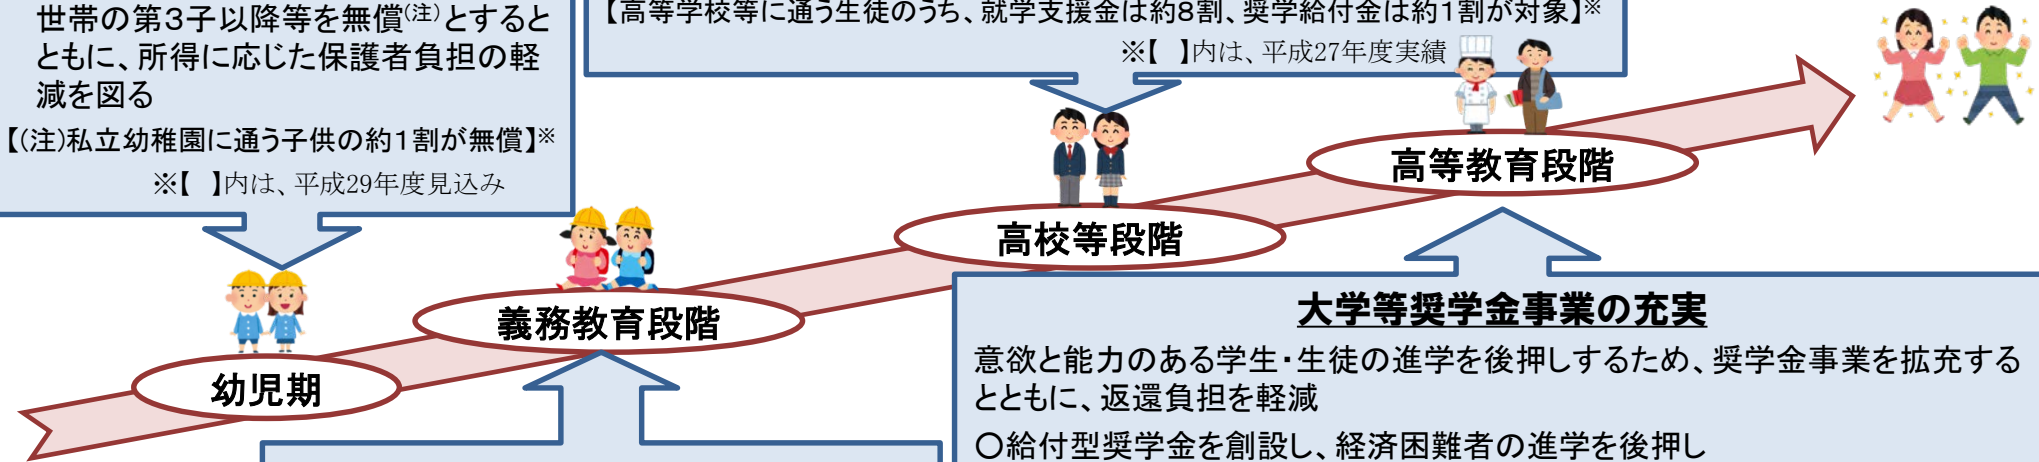 世帯の第3子以降等を無償(注)とすると
ともに、所得に応じた保護者負担の軽
減を図る
【(注)私立幼稚園に通う子供の約1割が無償】※
※【 】内は、平成29年度見込み
【高等学校等に通う生徒のうち、就学支援金は約8割、奨学給付金は約1割が対象】※
※【 】内は、平成27年度実績
高等教育段階
高校等段階
義務教育段階
幼児期
大学等奨学金事業の充実
意欲と能力のある学生・生徒の進学を後押しするため、奨学金事業を拡充する
とともに、返還負担を軽減
〇給付型奨学金を創設し、経済困難者の進学を後押し